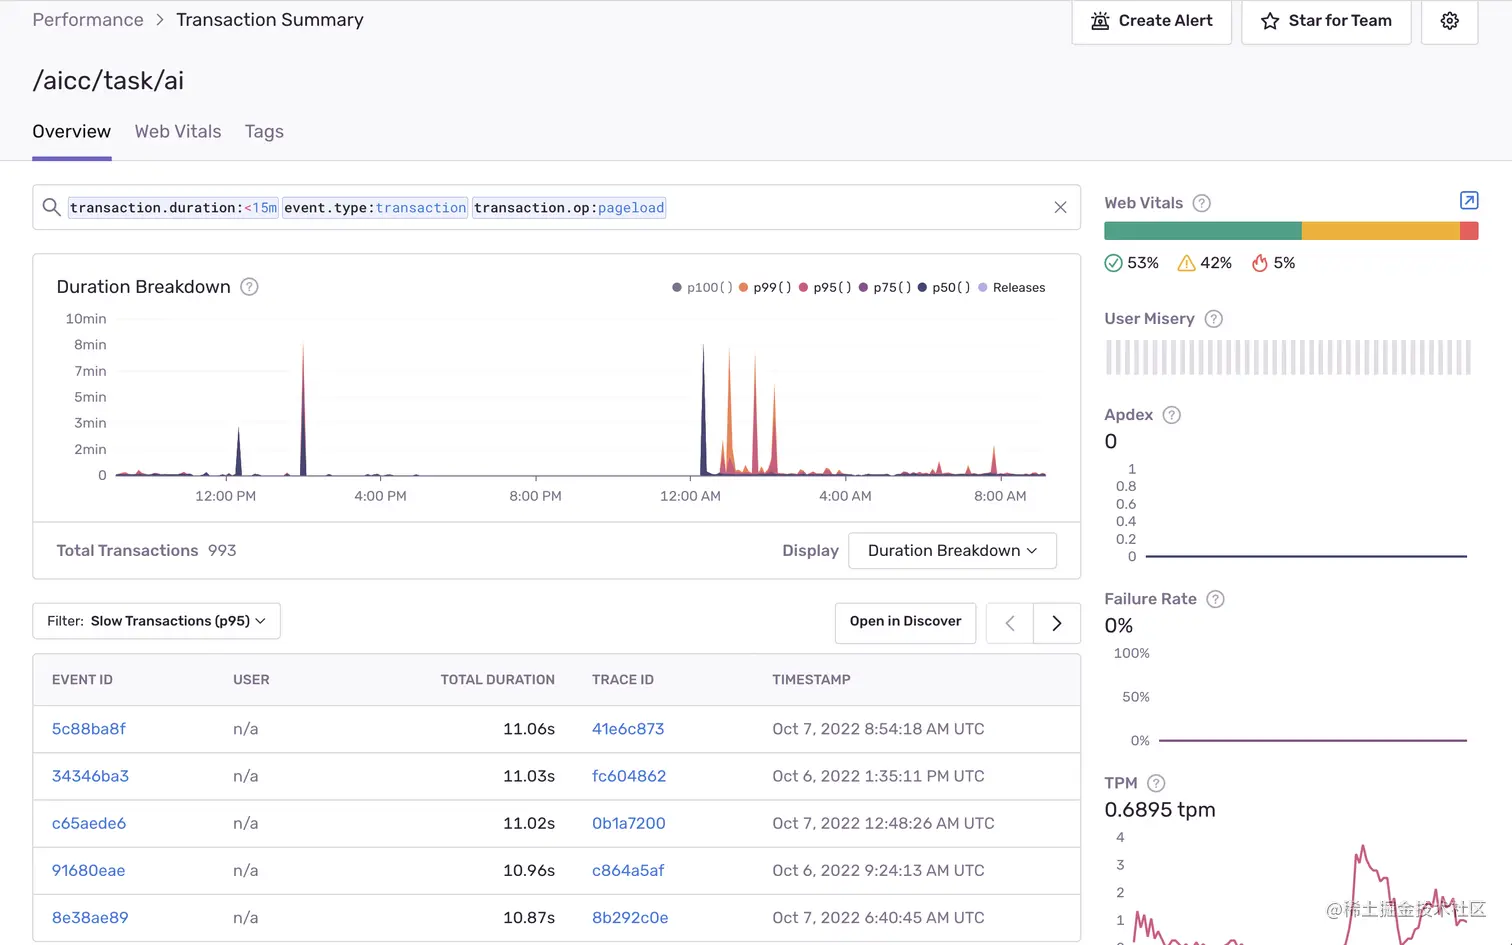 Performance > Transaction Summary
Create Alert
Star for Team
/aicc/task/ai
Overview Web Vitals Tags
transaction.duration:<15m event.type:transaction transaction.op:pageload
Duration Breakdown ?
p100() p99() p95() p75() p50() Releases
10min
8min
7min
5min
3min
2min
0
12:00 PM 4:00 PM 8:00 PM 12:00 AM 4:00 AM 8:00 AM
Total Transactions 993
Display Duration Breakdown
Filter: Slow Transactions (p95)
Open in Discover
EVENT ID USER TOTAL DURATION TRACE ID TIMESTAMP
5c88ba8f n/a 11.06s 41e6c873 Oct 7, 2022 8:54:18 AM UTC
34346ba3 n/a 11.03s fc604862 Oct 6, 2022 1:35:11 PM UTC
c65aede6 n/a 11.02s 0b1a7200 Oct 7, 2022 12:48:26 AM UTC
91680eae n/a 10.96s c864a5af Oct 6, 2022 9:24:13 AM UTC
8e38ae89 n/a 10.87s 8b292c0e Oct 7, 2022 6:40:45 AM UTC
Web Vitals ?
53% 42% 5%
User Misery ?
Apdex ?
0
1
0.8
0.6
0.4
0.2
0
Failure Rate ?
0%
100%
50%
0%
TPM ?
0.6895 tpm
4
3
2
1
@稀土掘金技术社区